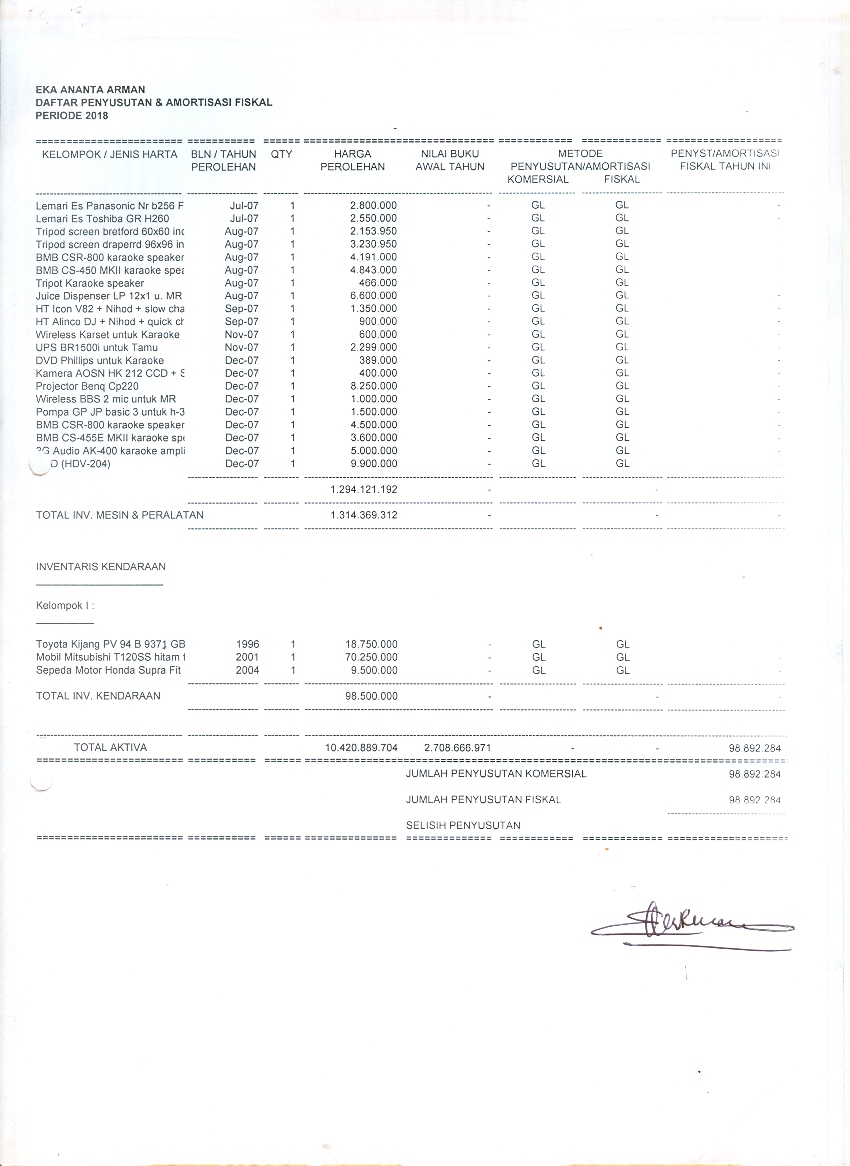 EKA ANANTA ARMAN
DAFTAR PENYUSUTAN & AMORTISASI FISKAL
PERIODE 2018
KELOMPOK / JENIS HARTA BLN / TAHUN PEROLEHAN QTY HARGA PEROLEHAN NILAI BUKU AWAL TAHUN METODE PENYUSUTAN/AMORTISASI KOMERSIAL FISKAL PENYST/AMORTISASI FISKAL TAHUN INI
Lemari Es Panasonic Nr b256 F Jul-07 1 2.800.000 - GL GL -
Lemari Es Toshiba GR H260 Jul-07 1 2.550.000 - GL GL -
Tripod screen bretford 60x60 inc Aug-07 1 2.153.950 - GL GL -
Tripod screen draperrd 96x96 in Aug-07 1 3.230.950 - GL GL -
BMB CSR-800 karaoke speaker Aug-07 1 4.191.000 - GL GL -
BMB CS-450 MKII karaoke spea Aug-07 1 4.843.000 - GL GL -
Tripot Karaoke speaker Aug-07 1 466.000 - GL GL -
Juice Dispenser LP 12x1 u. MR Aug-07 1 6.600.000 - GL GL -
HT Icon V82 + Nihod + slow cha Sep-07 1 1.350.000 - GL GL -
HT Alinco DJ + Nihod + quick ch Sep-07 1 900.000 - GL GL -
Wireless Karset untuk Karaoke Nov-07 1 600.000 - GL GL -
UPS BR1500i untuk Tamu Nov-07 1 2.299.000 - GL GL -
DVD Phillips untuk Karaoke Dec-07 1 389.000 - GL GL -
Kamera AOSN HK 212 CCD + S Dec-07 1 400.000 - GL GL -
Projector Benq Cp220 Dec-07 1 8.250.000 - GL GL -
Wireless BBS 2 mic untuk MR Dec-07 1 1.000.000 - GL GL -
Pompa GP JP basic 3 untuk h-3 Dec-07 1 1.500.000 - GL GL -
BMB CSR-800 karaoke speaker Dec-07 1 4.500.000 - GL GL -
BMB CS-455E MKII karaoke spe Dec-07 1 3.600.000 - GL GL -
Audio AK-400 karaoke ampli Dec-07 1 5.000.000 - GL GL -
(HDV-204) Dec-07 1 9.900.000 - GL GL -
1.294.121.192 - - -
TOTAL INV. MESIN & PERALATAN 1.314.369.312 - - -
INVENTARIS KENDARAAN
Kelompok I :
Toyota Kijang PV 94 B 9371 GB 1996 1 18.750.000 - GL GL -
Mobil Mitsubishi T120SS hitam t 2001 1 70.250.000 - GL GL -
Sepeda Motor Honda Supra Fit 2004 1 9.500.000 - GL GL -
TOTAL INV. KENDARAAN 98.500.000 - - -
TOTAL AKTIVA 10.420.889.704 2.708.666.971 - - 98.892.284
JUMLAH PENYUSUTAN KOMERSIAL 98.892.284
JUMLAH PENYUSUTAN FISKAL 98.892.284
SELISIH PENYUSUTAN